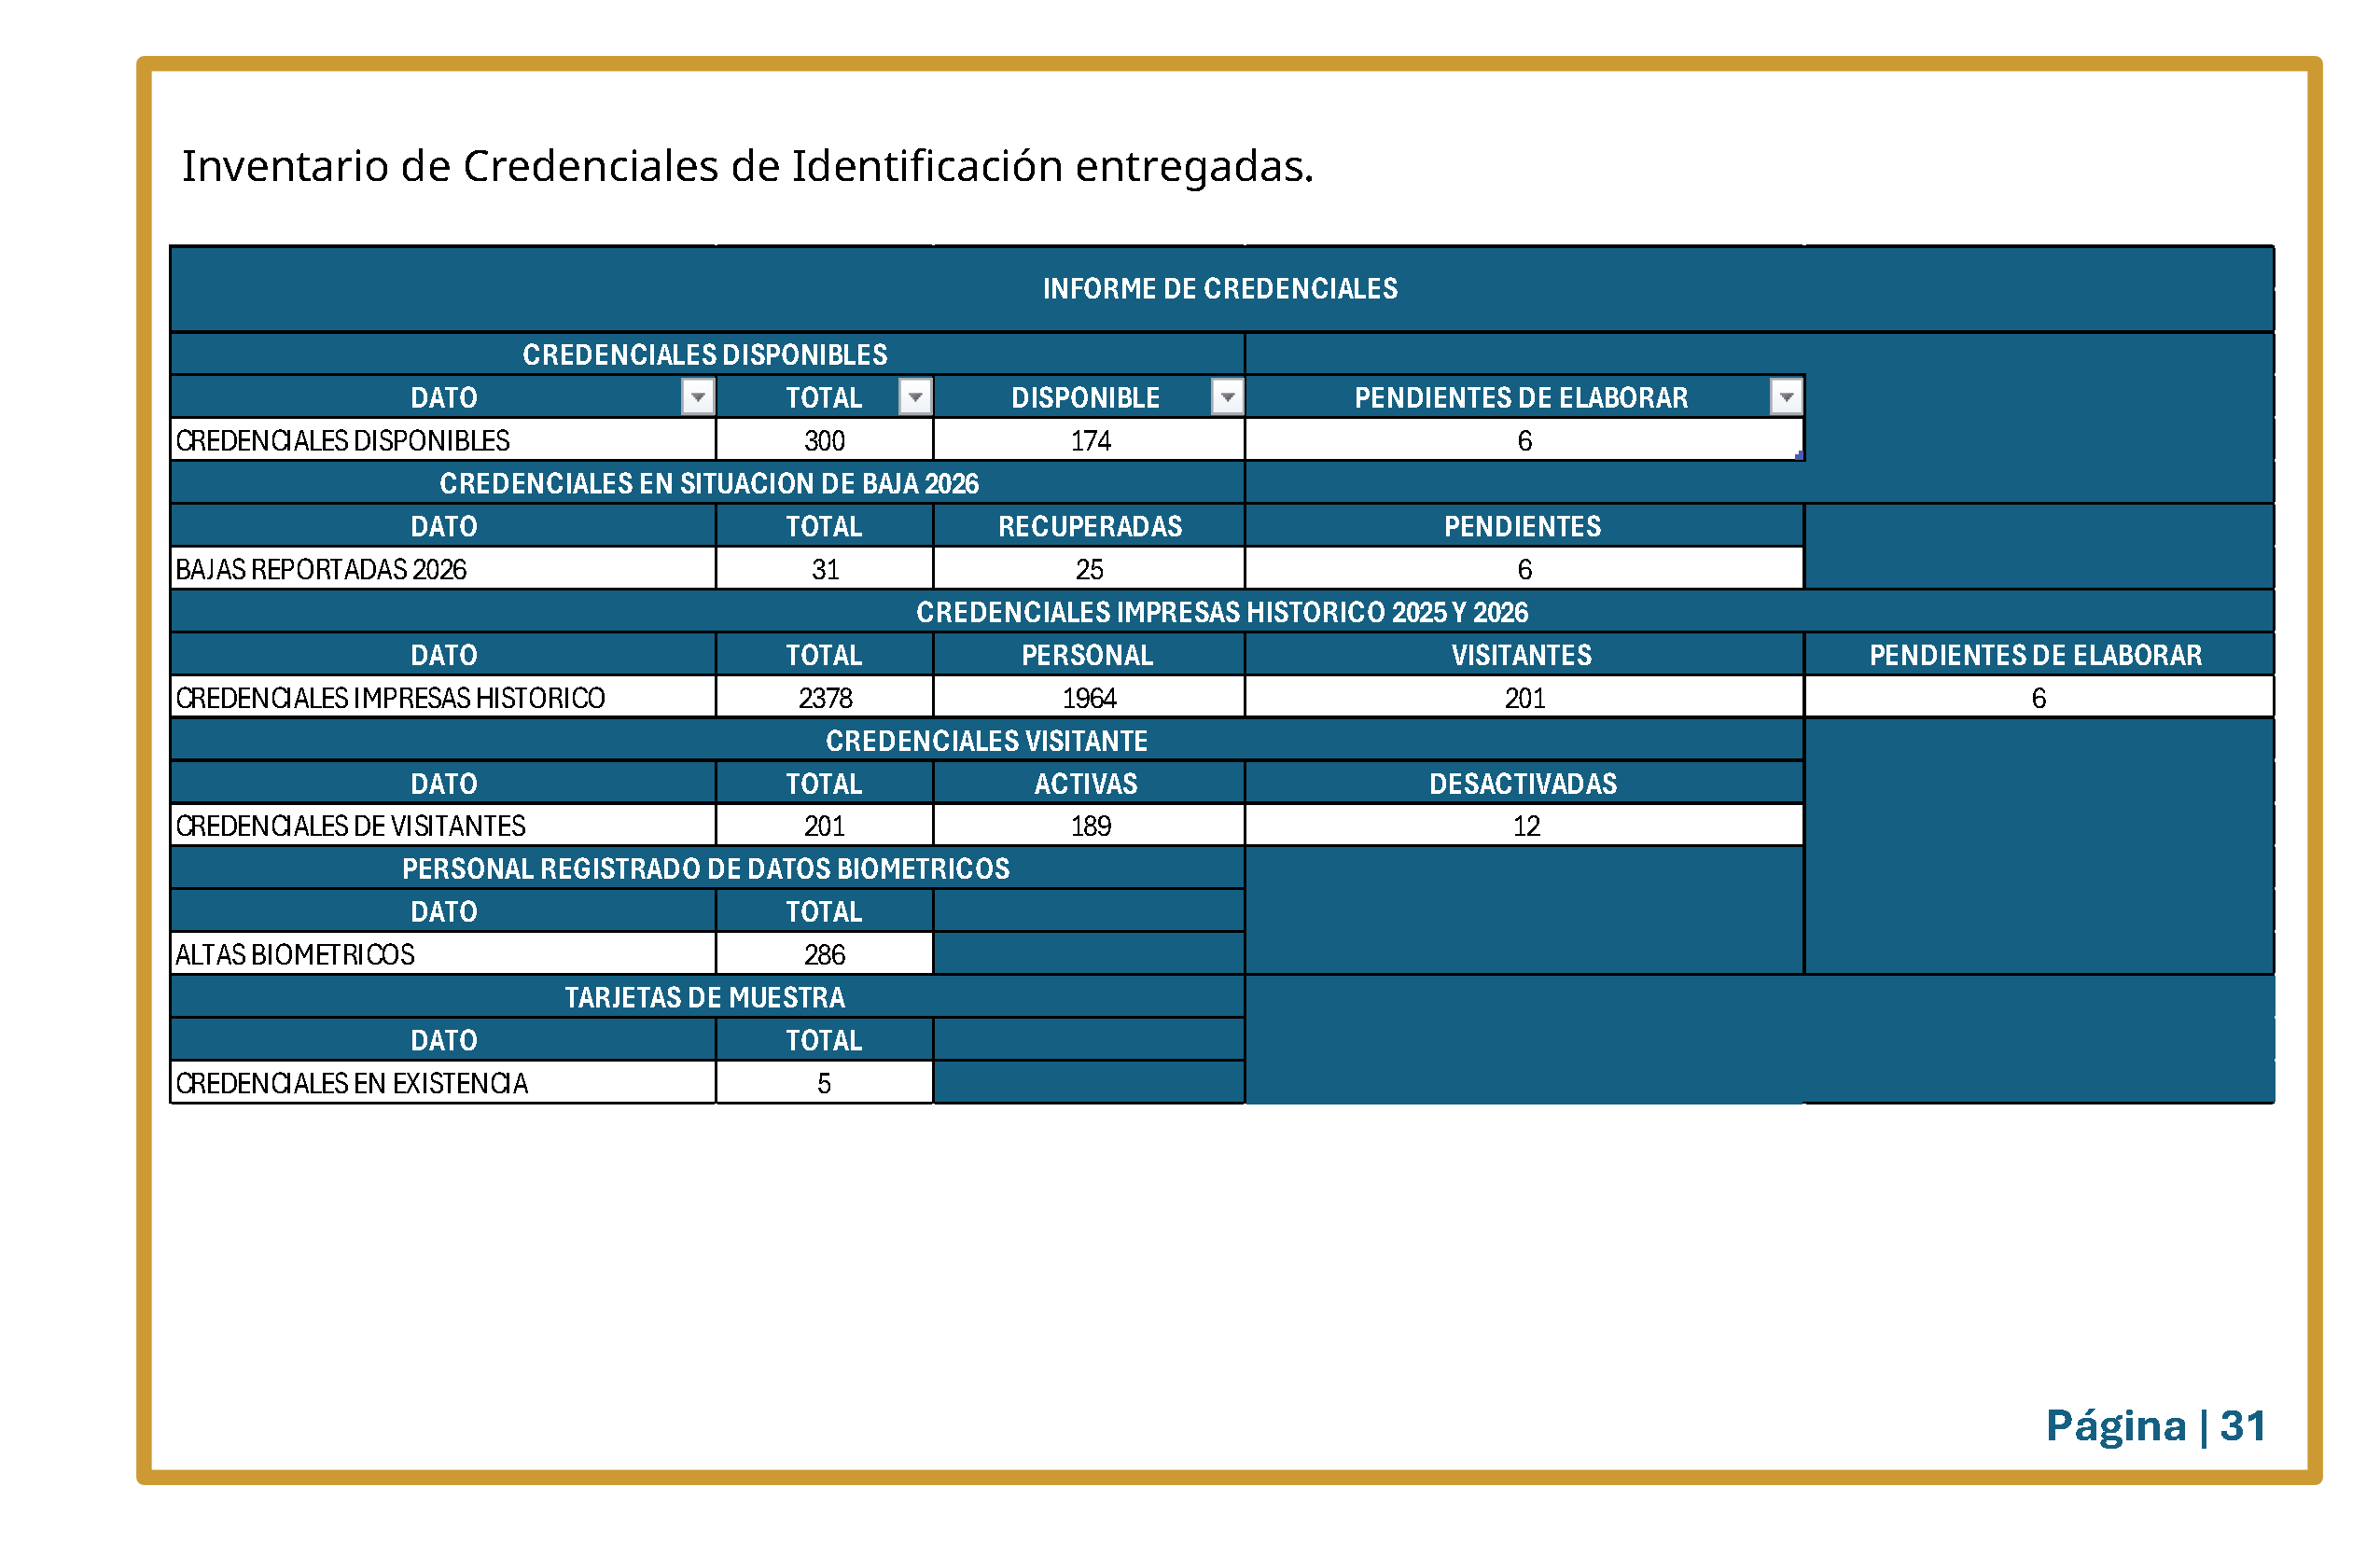 Inventario de Credenciales de Identificación entregadas.
INFORME DE CREDENCIALES
CREDENCIALES DISPONIBLES
DATO TOTAL DISPONIBLE PENDIENTES DE ELABORAR
CREDENCIALES DISPONIBLES 300 174 6
CREDENCIALES EN SITUACION DE BAJA 2026
DATO TOTAL RECUPERADAS PENDIENTES
BAJAS REPORTADAS 2026 31 25 6
CREDENCIALES IMPRESAS HISTORICO 2025 Y 2026
DATO TOTAL PERSONAL VISITANTES PENDIENTES DE ELABORAR
CREDENCIALES IMPRESAS HISTORICO 2378 1964 201 6
CREDENCIALES VISITANTE
DATO TOTAL ACTIVAS DESACTIVADAS
CREDENCIALES DE VISITANTES 201 189 12
PERSONAL REGISTRADO DE DATOS BIOMETRICOS
DATO TOTAL
ALTAS BIOMETRICOS 286
TARJETAS DE MUESTRA
DATO TOTAL
CREDENCIALES EN EXISTENCIA 5
Página | 31